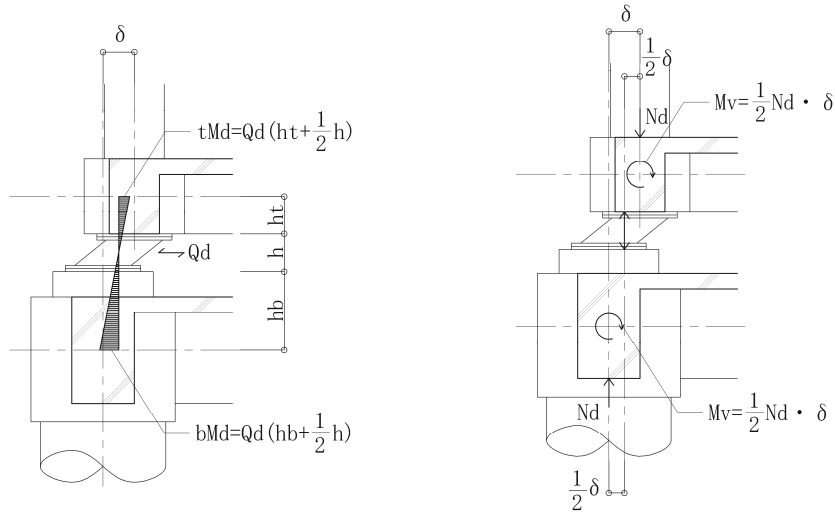 δ
tMd=Qd(ht+1/2h)
ht
h
Qd
hb
bMd=Qd(hb+1/2h)
δ
1/2δ
Nd
Mv=1/2Nd・δ
Nd
Mv=1/2Nd・δ
1/2δ